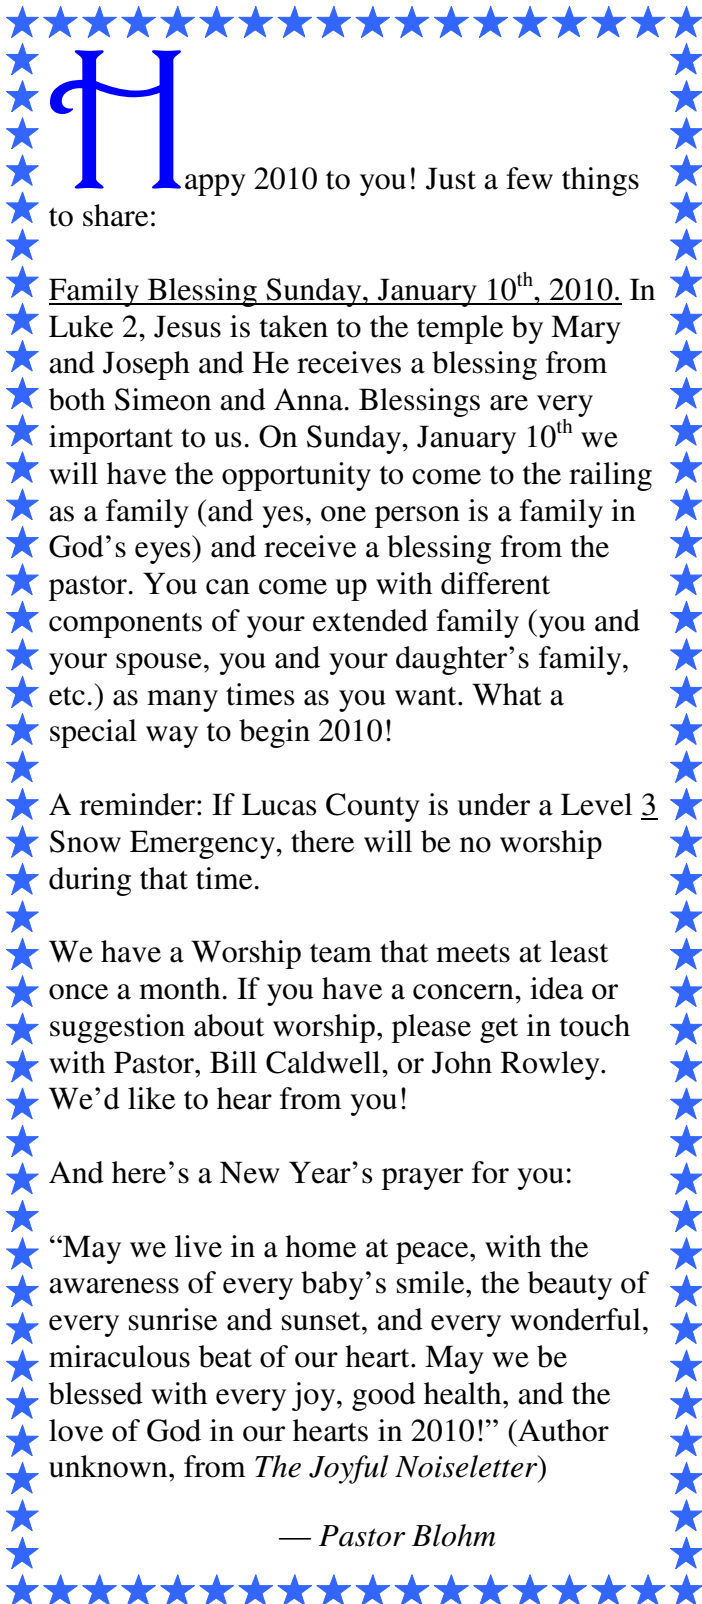 Happy 2010 to you! Just a few things
to share:
Family Blessing Sunday, January 10th, 2010. In
Luke 2, Jesus is taken to the temple by Mary
and Joseph and He receives a blessing from
both Simeon and Anna. Blessings are very
important to us. On Sunday, January 10th we
will have the opportunity to come to the railing
as a family (and yes, one person is a family in
God's eyes) and receive a blessing from the
pastor. You can come up with different
components of your extended family (you and
your spouse, you and your daughter's family,
etc.) as many times as you want. What a
special way to begin 2010!
A reminder: If Lucas County is under a Level 3
Snow Emergency, there will be no worship
during that time.
We have a Worship team that meets at least
once a month. If you have a concern, idea or
suggestion about worship, please get in touch
with Pastor, Bill Caldwell, or John Rowley.
We'd like to hear from you!
And here's a New Year's prayer for you:
“May we live in a home at peace, with the
awareness of every baby's smile, the beauty of
every sunrise and sunset, and every wonderful,
miraculous beat of our heart. May we be
blessed with every joy, good health, and the
love of God in our hearts in 2010!” (Author
unknown, from The Joyful Noiseletter)
— Pastor Blohm